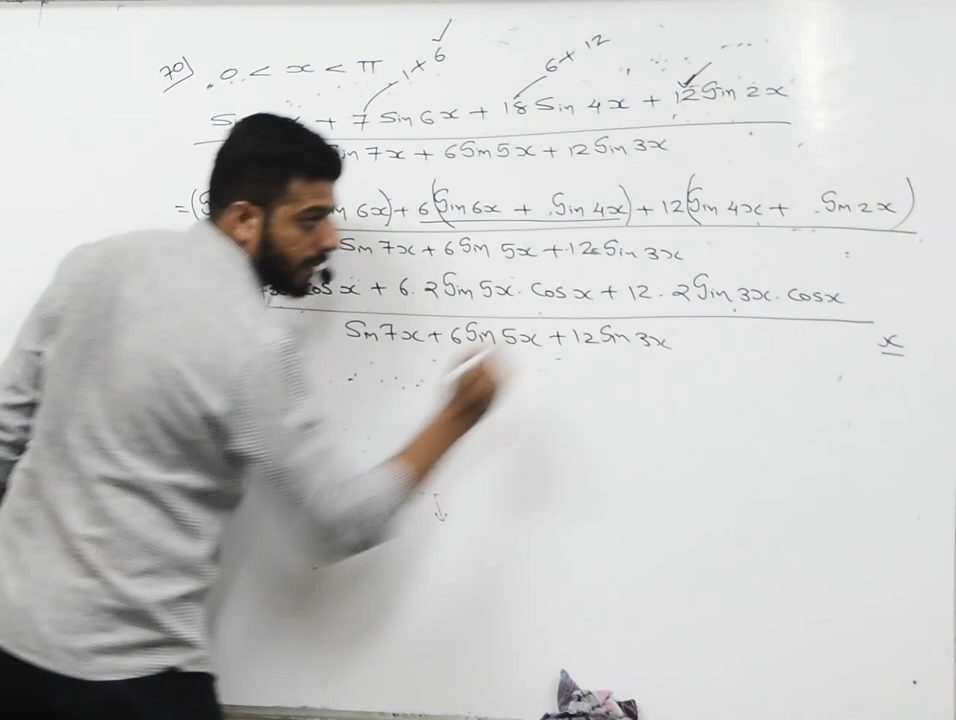 70) 0 < x < π 1 × 6 6 × 12
x + 7 Sin 6x + 18 Sin 4x + 12 Sin 2x
Sin 7x + 6 Sin 5x + 12 Sin 3x
= ( 6x) + 6(Sin 6x + Sin 4x) + 12(Sin 4x + Sin 2x)
Sin 7x + 6 Sin 5x + 12 Sin 3x
cos x + 6. 2 Sin 5x. cos x + 12. 2 Sin 3x. cosx
Sin 7x + 6 Sin 5x + 12 Sin 3x
x